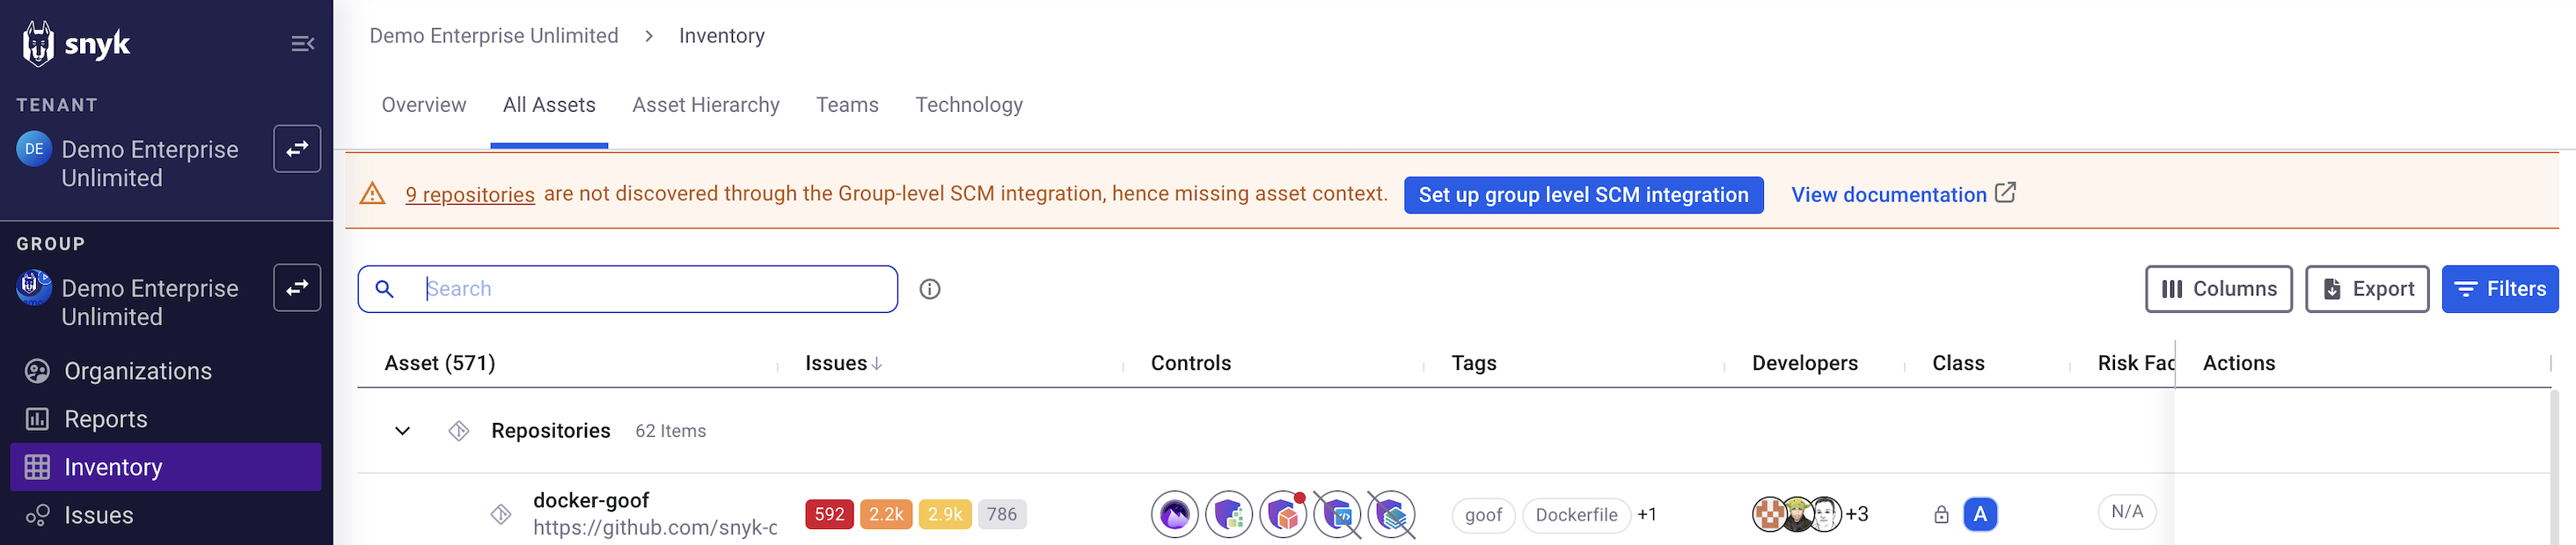 snyk
TENANT
DE
Demo Enterprise
Unlimited
GROUP
Demo Enterprise
Unlimited
Organizations
Reports
Inventory
Issues
Demo Enterprise Unlimited > Inventory
Overview All Assets Asset Hierarchy Teams Technology
9 repositories are not discovered through the Group-level SCM integration, hence missing asset context. Set up group level SCM integration View documentation
Search
Columns Export Filters
Asset (571) Issues Controls Tags Developers Class Risk Fac Actions
Repositories 62 Items
docker-goof
https://github.com/snyk-c
592 2.2k 2.9k 786 goof Dockerfile +1 +3 A N/A